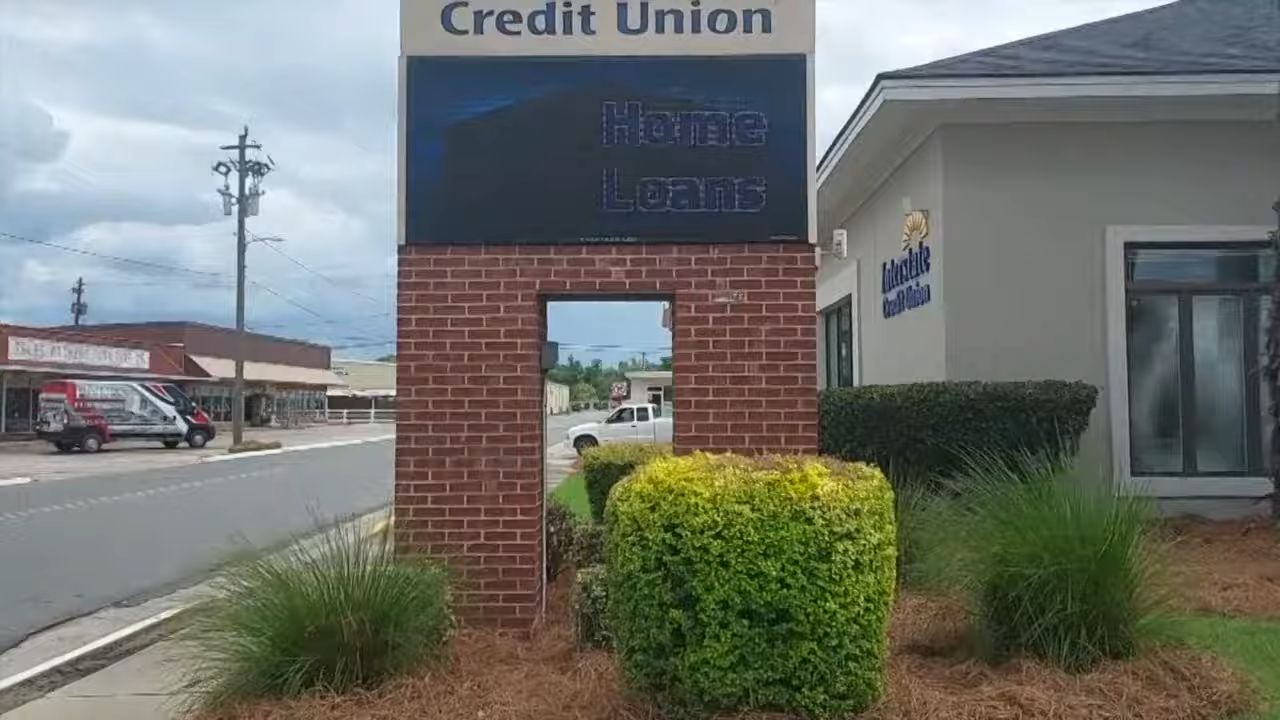 Credit Union
Home
Loans
Interstate
Credit Union